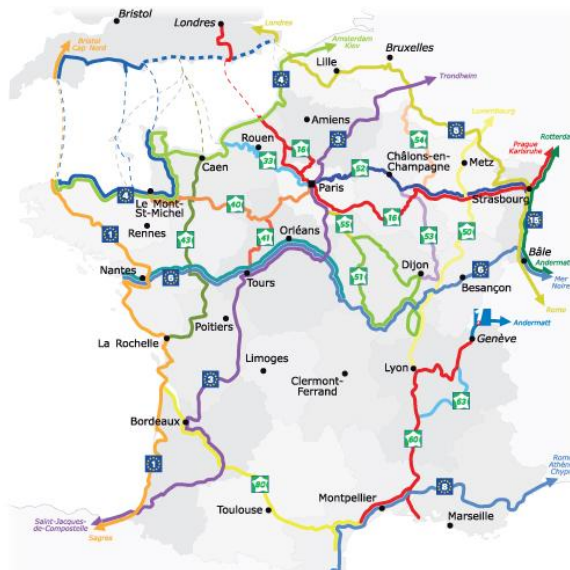 Bristol
Londres
Londres
Bristol
Cap Nord
Amsterdam
Kiev
Bruxelles
Lille
Trondheim
4
Amiens
Luxembourg
Rouen
3
5
33
16
54
Prague
Karlsruhe
Rotterda
Caen
52
Châlons-en-
Champagne
Metz
Paris
Strasbourg
4
Le Mont-
St-Michel
40
16
15
1
Rennes
Orléans
55
43
41
53
50
Bâle
Andermatt
Dijon
Mer
Noire
Nantes
6
Tours
51
6
Besançon
Rome
Poitiers
Andermatt
La Rochelle
Genève
Limoges
Lyon
3
Clermont-
Ferrand
63
Bordeaux
60
1
80
8
Rome
Athènes
Chypre
Montpellier
Saint-Jacques-
de-Compostelle
Toulouse
Marseille
Sagres